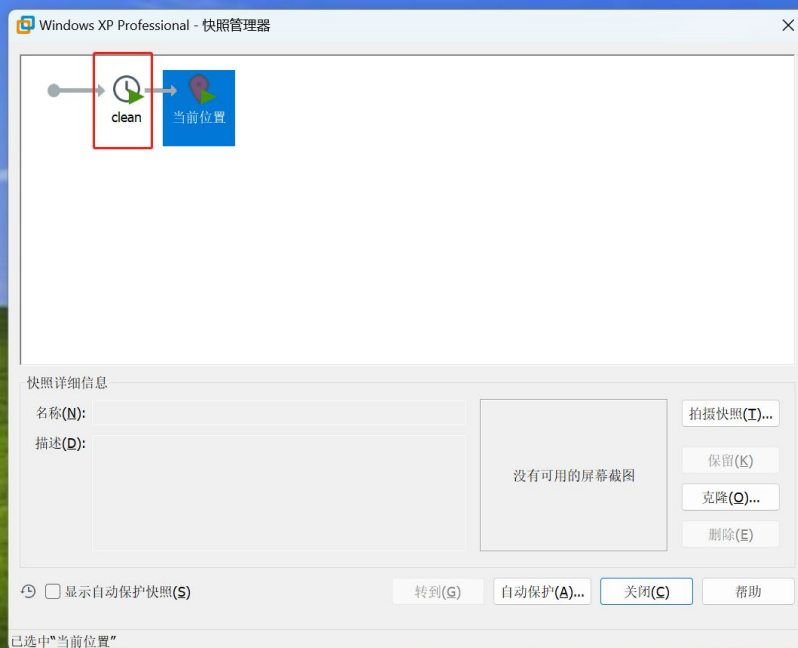 Windows XP Professional - 快照管理器
clean
当前位置
快照详细信息
名称(N):
描述(D):
没有可用的屏幕截图
拍摄快照(T)...
保留(K)
克隆(O)...
删除(E)
显示自动保护快照(S)
转到(G)
自动保护(A)...
关闭(C)
帮助
已选中"当前位置"